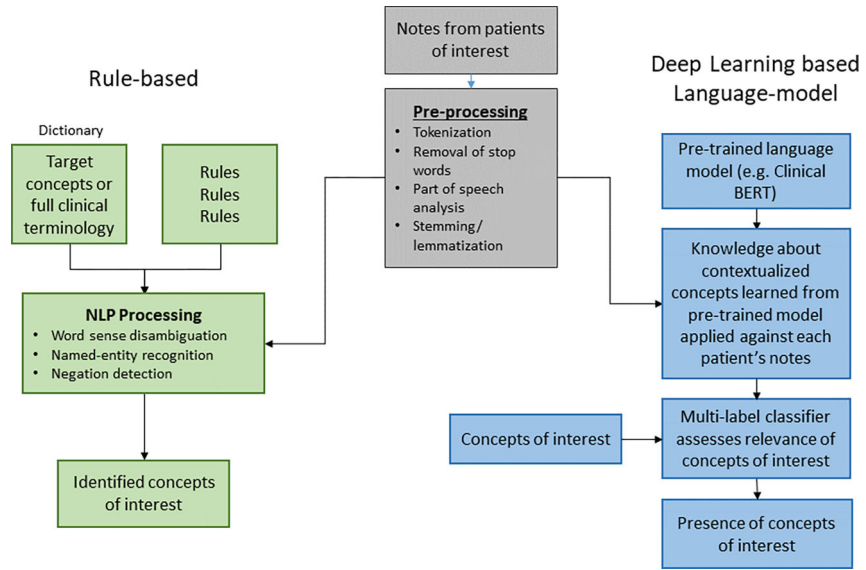 Notes from patients
of interest
Rule-based
Deep Learning based
Language-model
Pre-processing
• Tokenization
• Removal of stop
words
• Part of speech
analysis
• Stemming/
lemmatization
Dictionary
Target
concepts or
full clinical
terminology
Rules
Rules
Rules
NLP Processing
• Word sense disambiguation
• Named-entity recognition
• Negation detection
Identified concepts
of interest
Pre-trained language
model (e.g. Clinical
BERT)
Knowledge about
contextualized
concepts learned from
pre-trained model
applied against each
patient's notes
Concepts of interest
Multi-label classifier
assesses relevance of
concepts of interest
Presence of concepts
of interest